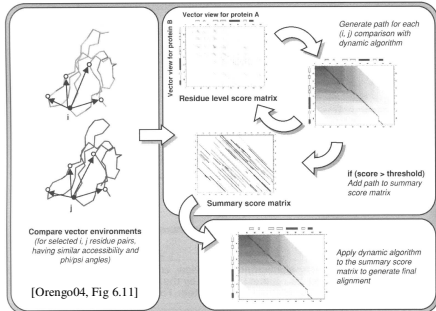 i
j
Compare vector environments
(for selected i, j residue pairs,
having similar accessibility and
phi/psi angles)
[Orengo04, Fig 6.11]
Vector view for protein A
Vector view for protein B
Residue level score matrix
Generate path for each
(i, j) comparison with
dynamic algorithm
if (score > threshold)
Add path to summary
score matrix
Summary score matrix
Apply dynamic algorithm
to the summary score
matrix to generate final
alignment